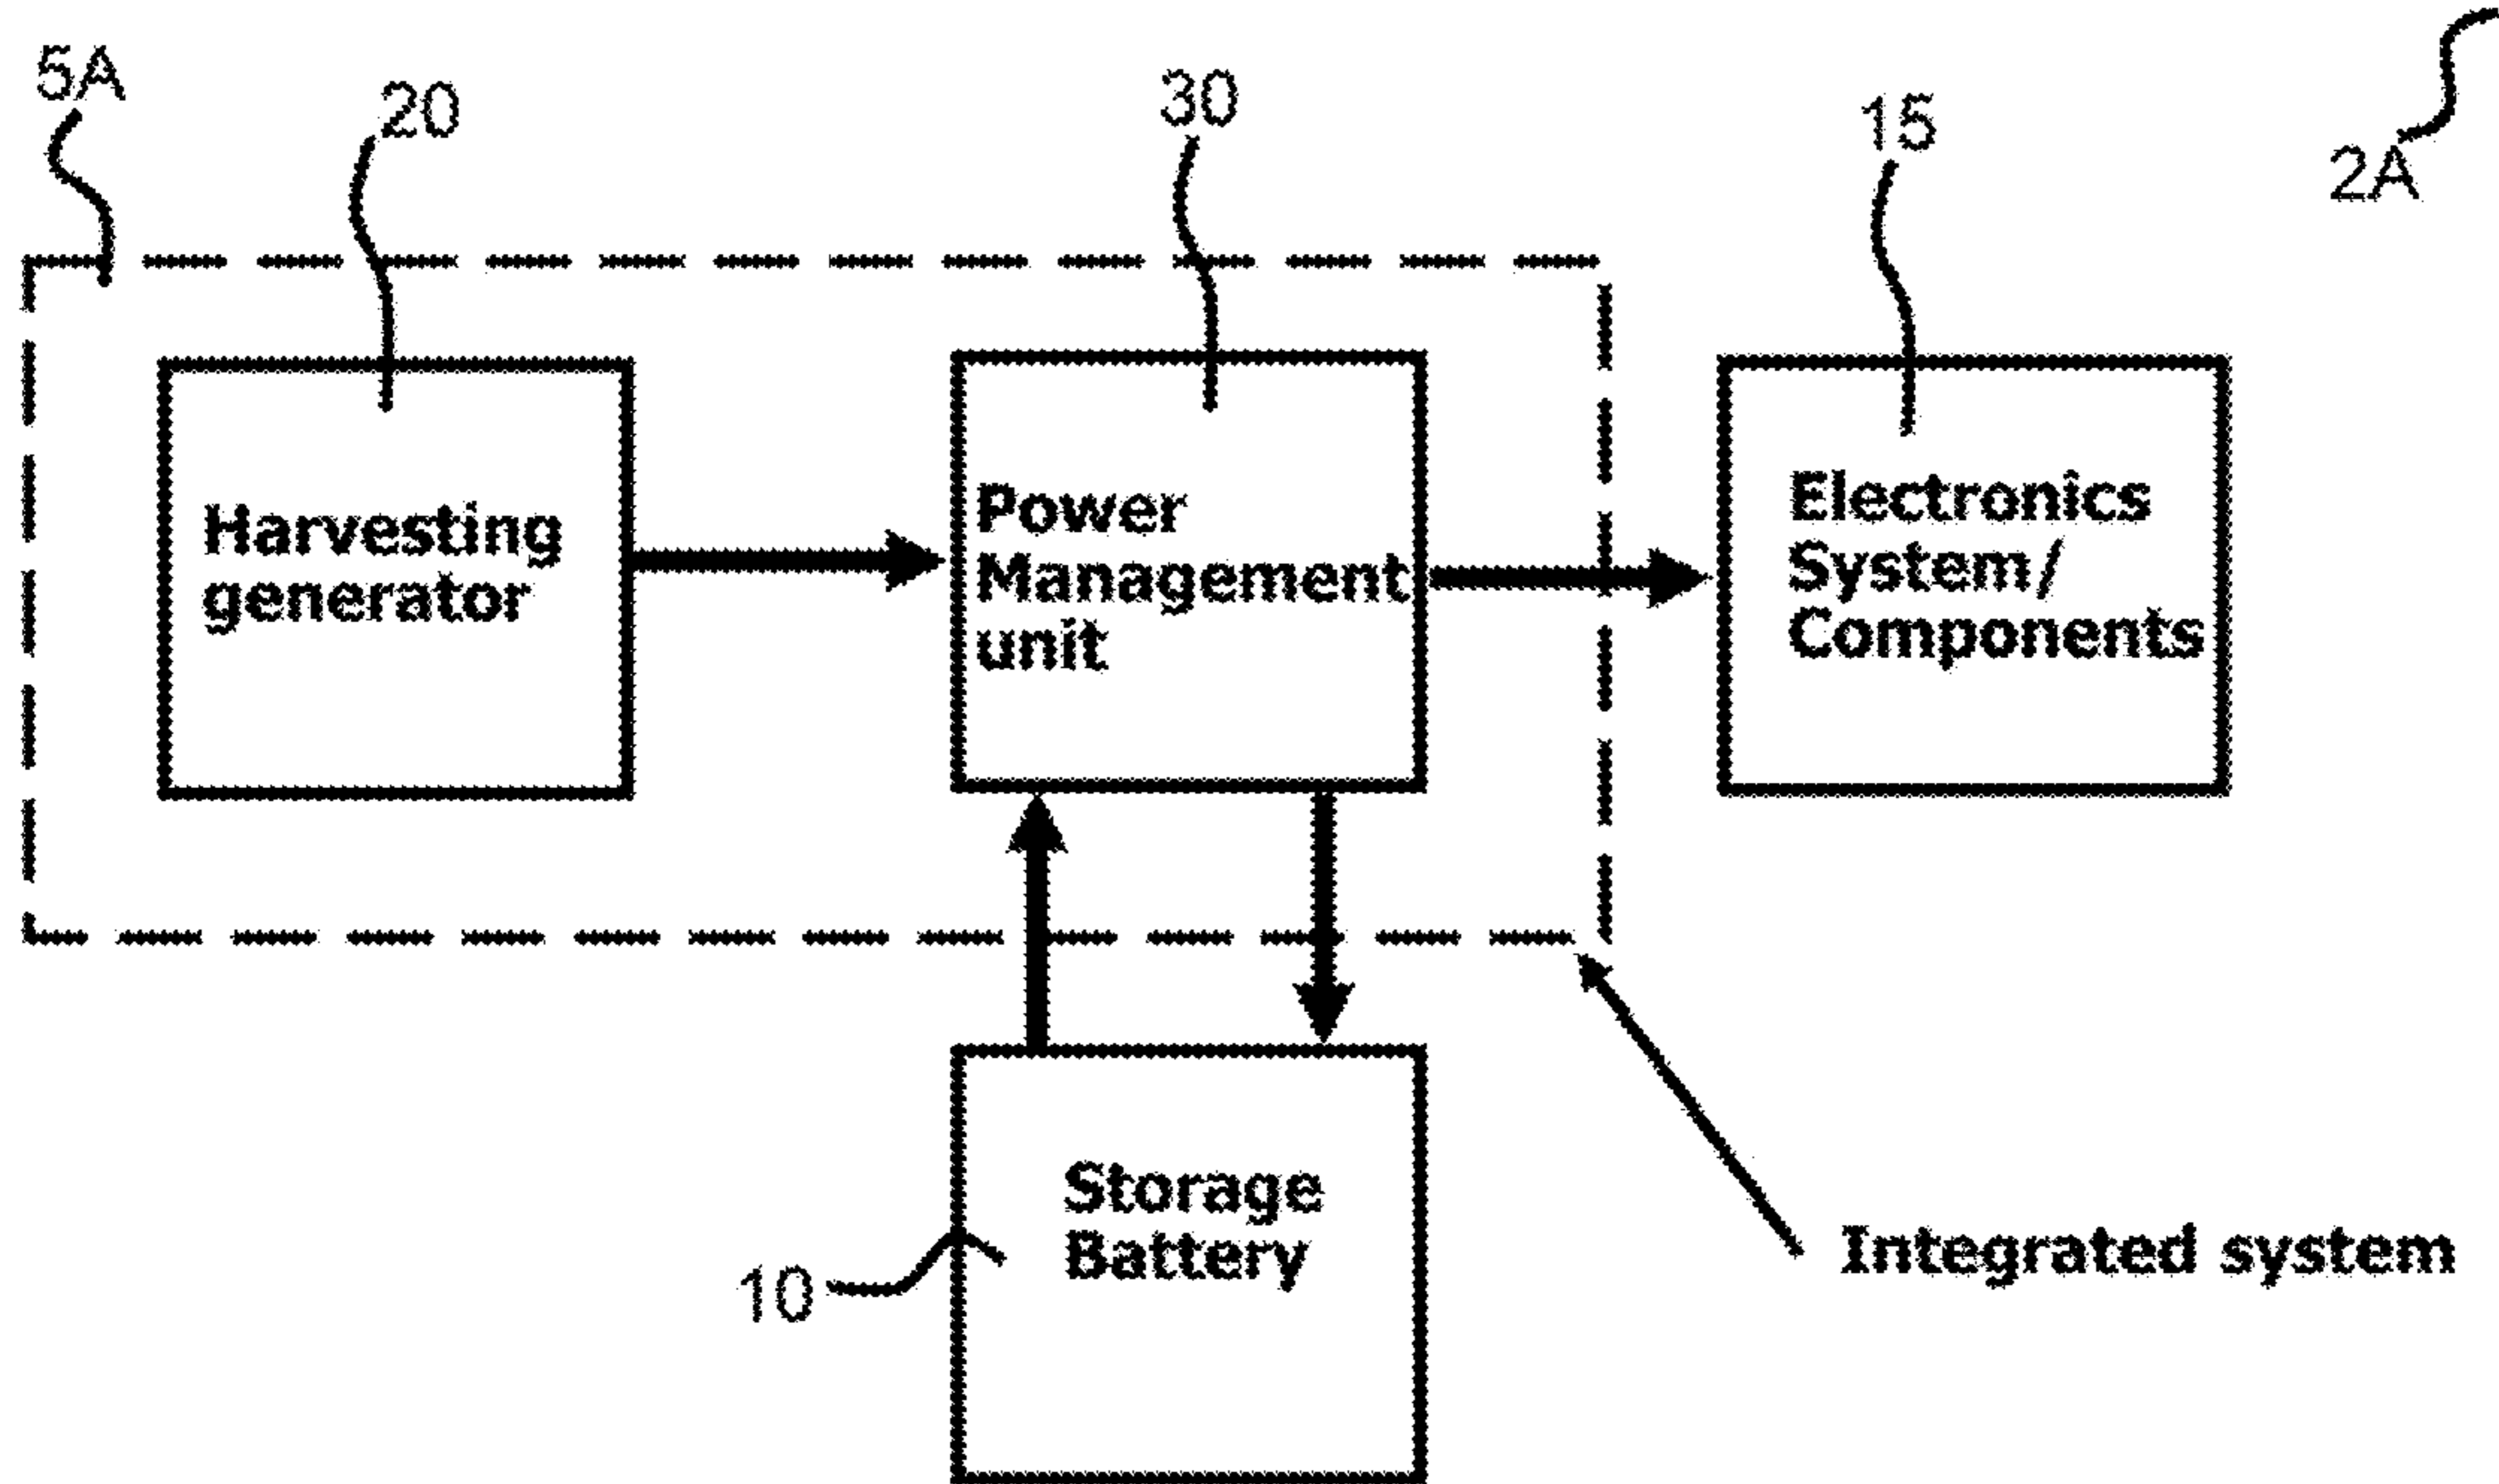 5A
20
30
15
2A
Harvesting
generator
Power
Management
unit
Electronics
System/
Components
Storage
Battery
10
Integrated system